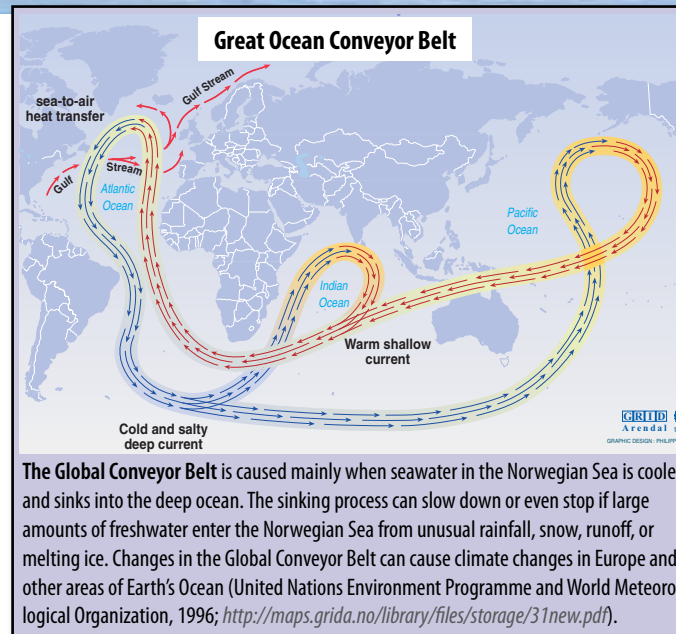 Great Ocean Conveyor Belt
sea-to-air
heat transfer
Gulf Stream
Gulf
Stream
Atlantic
Ocean
Pacific
Ocean
Indian
Ocean
Warm shallow
current
Cold and salty
deep current
GRID
Arendal
GRAPHIC DESIGN : PHILIPP
The Global Conveyor Belt is caused mainly when seawater in the Norwegian Sea is coole
and sinks into the deep ocean. The sinking process can slow down or even stop if large
amounts of freshwater enter the Norwegian Sea from unusual rainfall, snow, runoff, or
melting ice. Changes in the Global Conveyor Belt can cause climate changes in Europe and
other areas of Earth's Ocean (United Nations Environment Programme and World Meteoro
logical Organization, 1996; http://maps.grida.no/library/files/storage/31new.pdf).